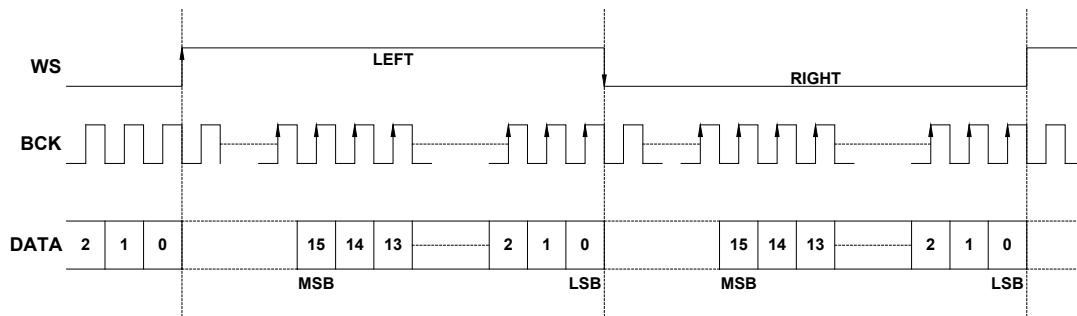 LEFT
WS
RIGHT
BCK
DATA 2 1 0 15 14 13 2 1 0 15 14 13 2 1 0
MSB LSB MSB LSB